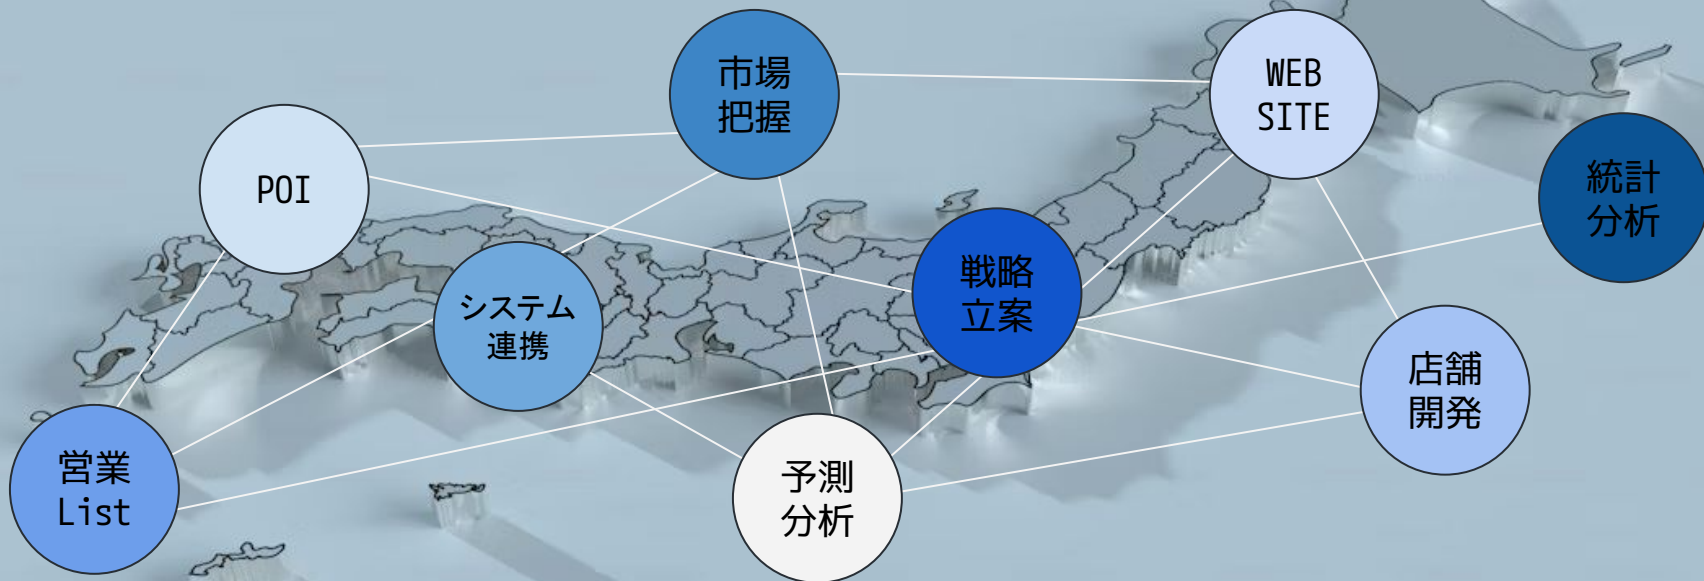 市場
把握
WEB
SITE
POI
統計
分析
戦略
立案
システム
連携
店舗
開発
営業
List
予測
分析